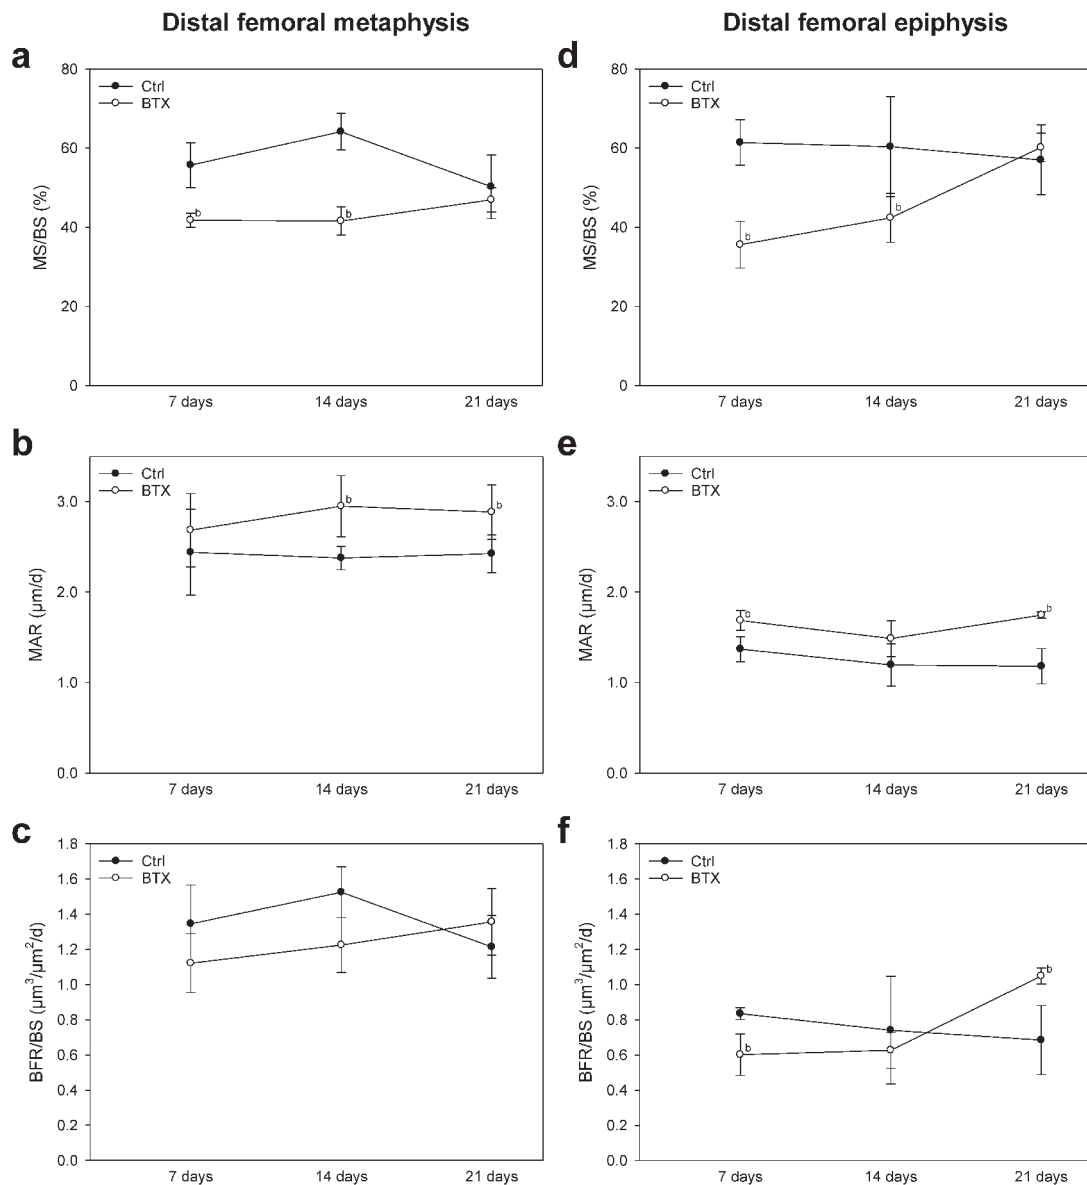 Distal femoral metaphysis
Distal femoral epiphysis
a
80
60
40
20
0
MS/BS (%)
Ctrl
BTX
b
b
7 days
14 days
21 days
d
80
60
40
20
0
MS/BS (%)
Ctrl
BTX
b
b
7 days
14 days
21 days
b
3.0
2.0
1.0
0.0
MAR (μm/d)
Ctrl
BTX
b
b
7 days
14 days
21 days
e
3.0
2.0
1.0
0.0
MAR (μm/d)
Ctrl
BTX
b
b
7 days
14 days
21 days
c
1.8
1.6
1.4
1.2
1.0
0.8
0.6
0.4
0.2
0.0
BFR/BS (μm³/μm²/d)
Ctrl
BTX
7 days
14 days
21 days
f
1.8
1.6
1.4
1.2
1.0
0.8
0.6
0.4
0.2
0.0
BFR/BS (μm³/μm²/d)
Ctrl
BTX
b
b
7 days
14 days
21 days